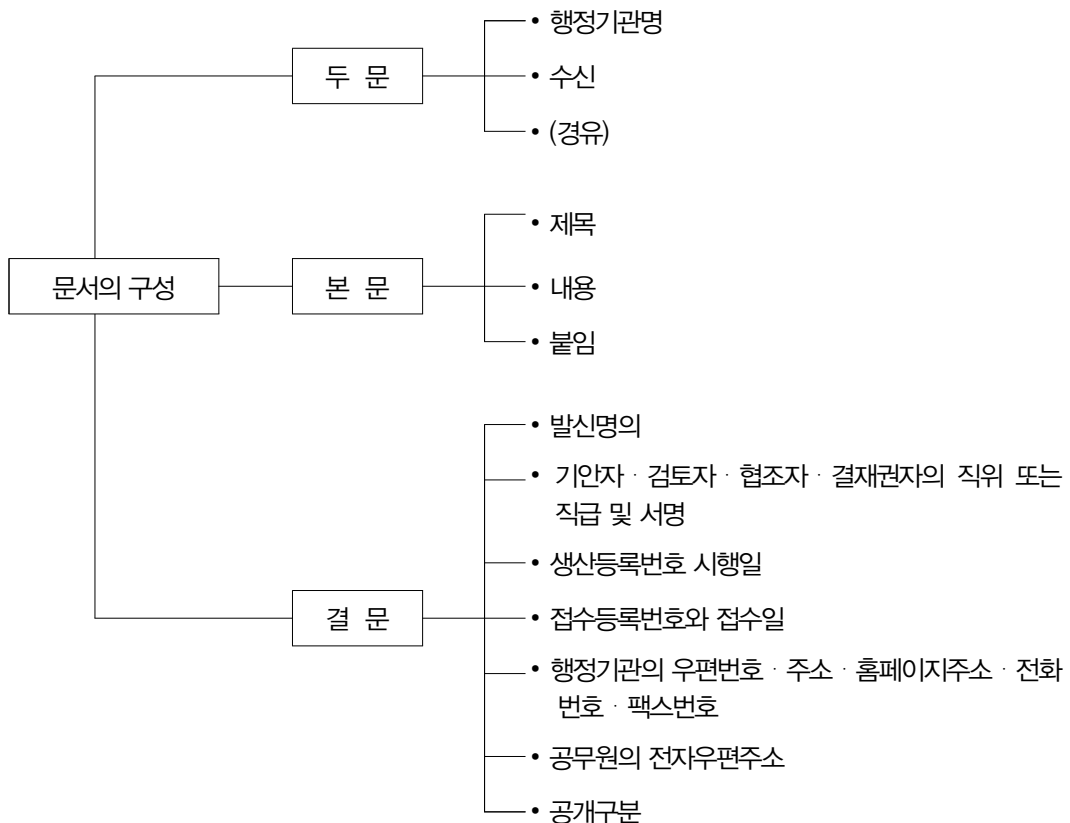 문서의 구성
두 문
• 행정기관명
• 수신
• (경유)
본 문
• 제목
• 내용
• 붙임
결 문
• 발신명의
• 기안자 · 검토자 · 협조자 · 결재권자의 직위 또는
직급 및 서명
• 생산등록번호 시행일
• 접수등록번호와 접수일
• 행정기관의 우편번호 · 주소 · 홈페이지주소 · 전화
번호 · 팩스번호
• 공무원의 전자우편주소
• 공개구분